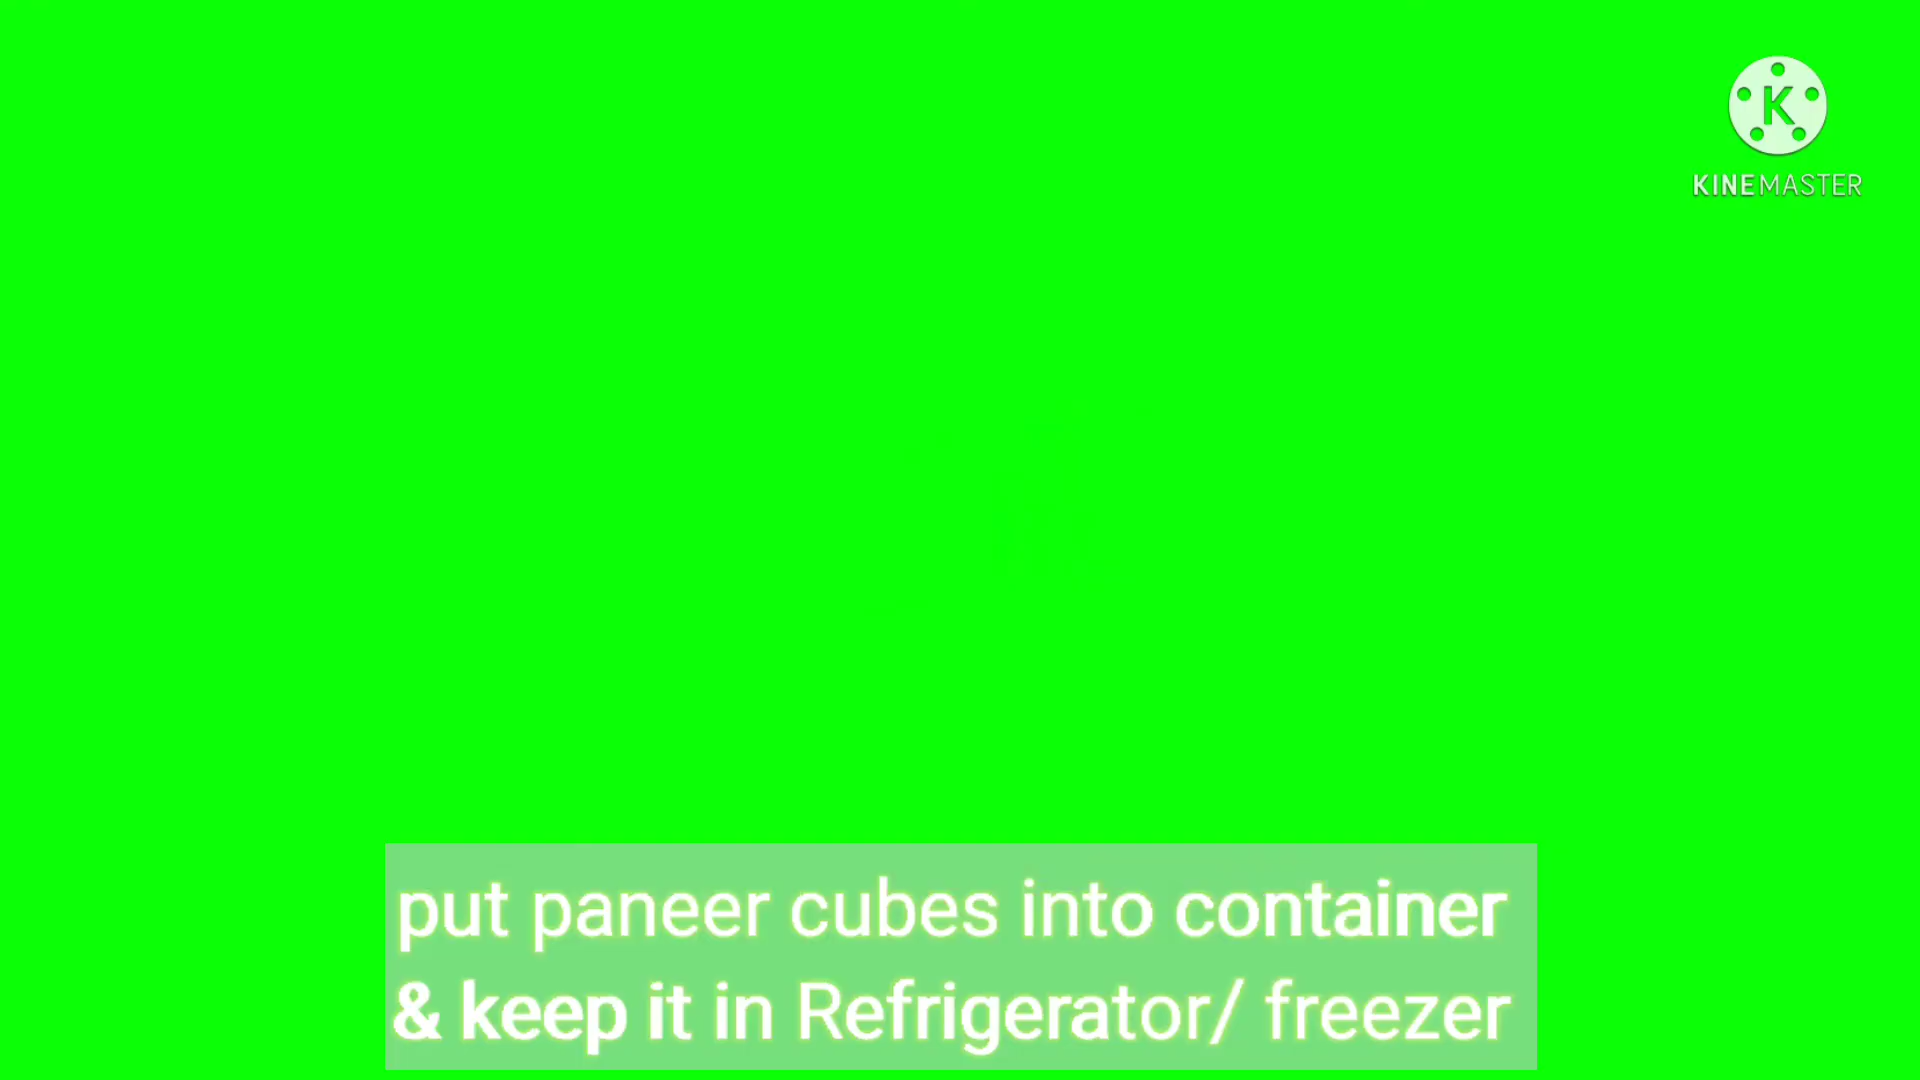 K
KINEMASTER
put paneer cubes into container
& keep it in Refrigerator/ freezer